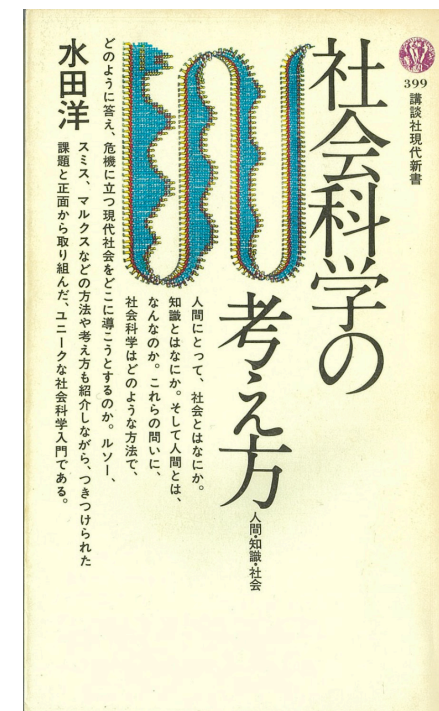 399
講談社現代新書
社会科学の
考え方
人間・知識・社会
人間にとって、社会とはなにか。
知識とはなにか。そして人間とは、
なんなのか。これらの問いに、
社会科学はどのような方法で、
どのように答え、危機に立つ現代社会をどこに導こうとするのか。ルソー、
スミス、マルクスなどの方法や考え方も紹介しながら、つきつけられた
課題と正面から取り組んだ、ユニークな社会科学入門である。
水田洋